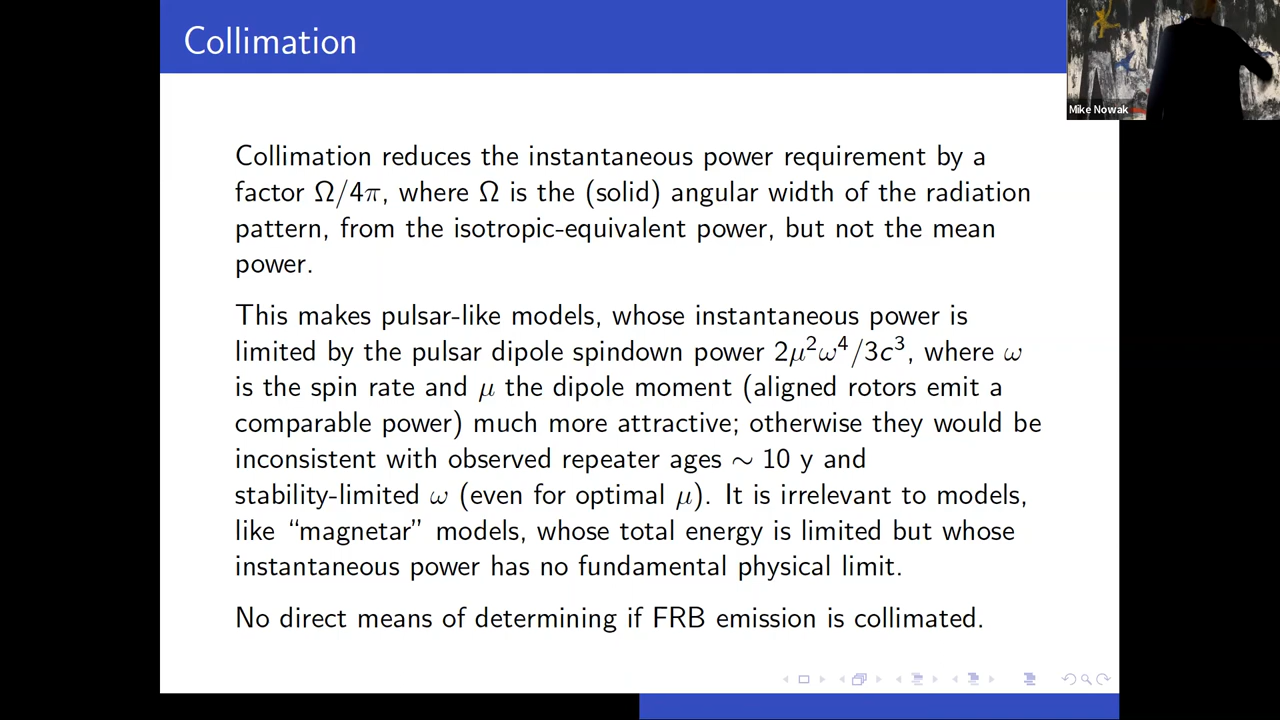 Collimation
Mike Nowak
Collimation reduces the instantaneous power requirement by a
factor Ω/4π, where Ω is the (solid) angular width of the radiation
pattern, from the isotropic-equivalent power, but not the mean
power.
This makes pulsar-like models, whose instantaneous power is
limited by the pulsar dipole spindown power 2μ²ω⁴/3c³, where ω
is the spin rate and μ the dipole moment (aligned rotors emit a
comparable power) much more attractive; otherwise they would be
inconsistent with observed repeater ages ∼ 10 y and
stability-limited ω (even for optimal μ). It is irrelevant to models,
like “magnetar” models, whose total energy is limited but whose
instantaneous power has no fundamental physical limit.
No direct means of determining if FRB emission is collimated.